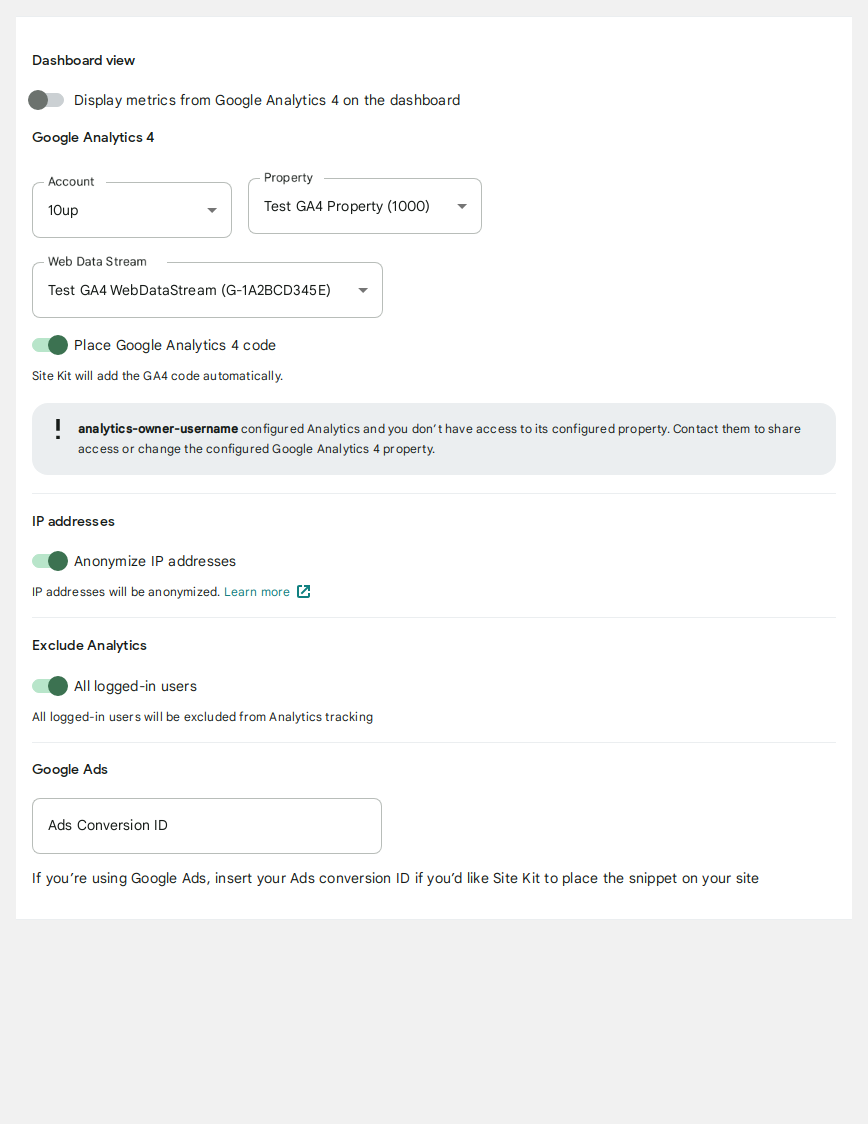 Dashboard view
Display metrics from Google Analytics 4 on the dashboard
Google Analytics 4
Account
10up
Property
Test GA4 Property (1000)
Web Data Stream
Test GA4 WebDataStream (G-1A2BCD345E)
Place Google Analytics 4 code
Site Kit will add the GA4 code automatically.
analytics-owner-username configured Analytics and you don’t have access to its configured property. Contact them to share
access or change the configured Google Analytics 4 property.
IP addresses
Anonymize IP addresses
IP addresses will be anonymized. Learn more
Exclude Analytics
All logged-in users
All logged-in users will be excluded from Analytics tracking
Google Ads
Ads Conversion ID
If you’re using Google Ads, insert your Ads conversion ID if you’d like Site Kit to place the snippet on your site